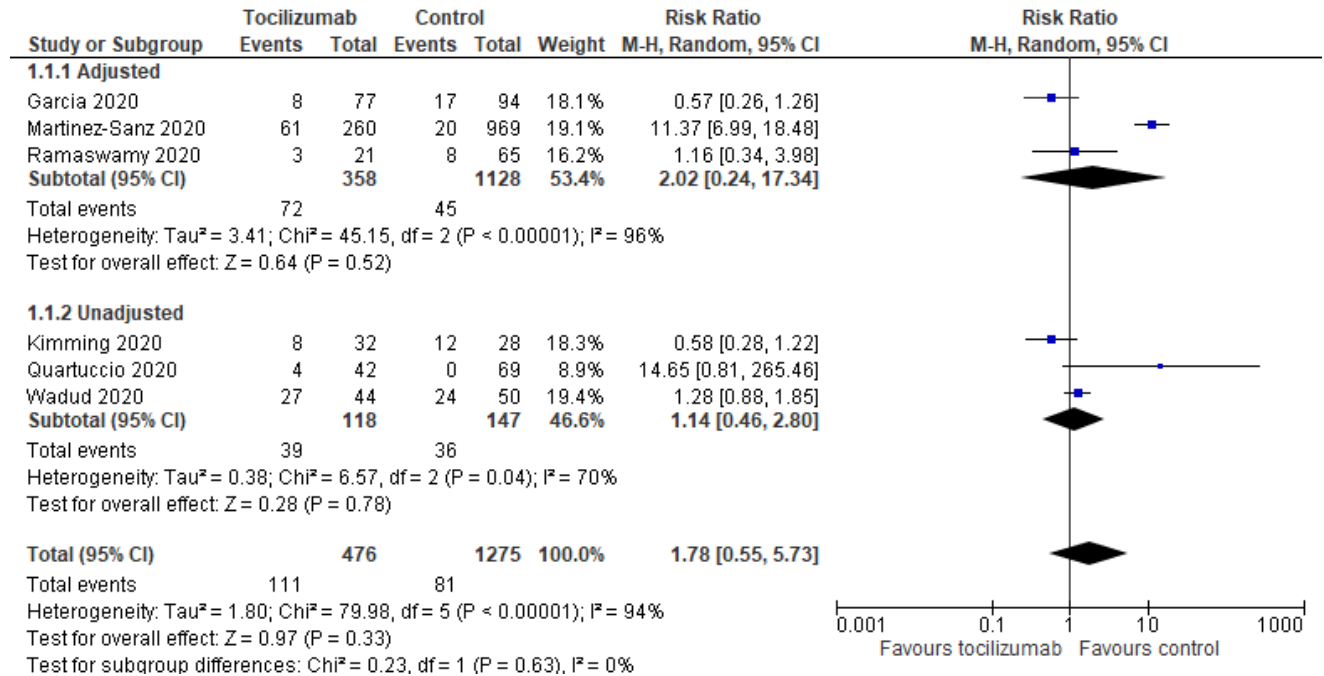 Tocilizumab Control Risk Ratio Risk Ratio
Study or Subgroup Events Total Events Total Weight M-H, Random, 95% CI M-H, Random, 95% CI
1.1.1 Adjusted
Garcia 2020 8 77 17 94 18.1% 0.57 [0.26, 1.26]
Martinez-Sanz 2020 61 260 20 969 19.1% 11.37 [6.99, 18.48]
Ramaswamy 2020 3 21 8 65 16.2% 1.16 [0.34, 3.98]
Subtotal (95% CI) 358 1128 53.4% 2.02 [0.24, 17.34]
Total events 72 45
Heterogeneity: Tau² = 3.41; Chi² = 45.15, df = 2 (P < 0.00001); I² = 96%
Test for overall effect: Z = 0.64 (P = 0.52)
1.1.2 Unadjusted
Kimming 2020 8 32 12 28 18.3% 0.58 [0.28, 1.22]
Quartuccio 2020 4 42 0 69 8.9% 14.65 [0.81, 265.46]
Wadud 2020 27 44 24 50 19.4% 1.28 [0.88, 1.85]
Subtotal (95% CI) 118 147 46.6% 1.14 [0.46, 2.80]
Total events 39 36
Heterogeneity: Tau² = 0.38; Chi² = 6.57, df = 2 (P = 0.04); I² = 70%
Test for overall effect: Z = 0.28 (P = 0.78)
Total (95% CI) 476 1275 100.0% 1.78 [0.55, 5.73]
Total events 111 81
Heterogeneity: Tau² = 1.80; Chi² = 79.98, df = 5 (P < 0.00001); I² = 94%
Test for overall effect: Z = 0.97 (P = 0.33)
Test for subgroup differences: Chi² = 0.23, df = 1 (P = 0.63), I² = 0%
0.001 0.1 1 10 1000
Favours tocilizumab Favours control